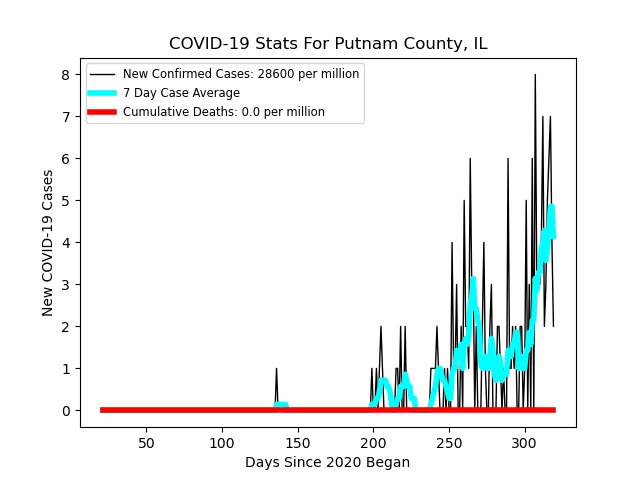 COVID-19 Stats For Putnam County, IL
New Confirmed Cases: 28600 per million
7 Day Case Average
Cumulative Deaths: 0.0 per million
New COVID-19 Cases
8
7
6
5
4
3
2
1
0
50 100 150 200 250 300
Days Since 2020 Began